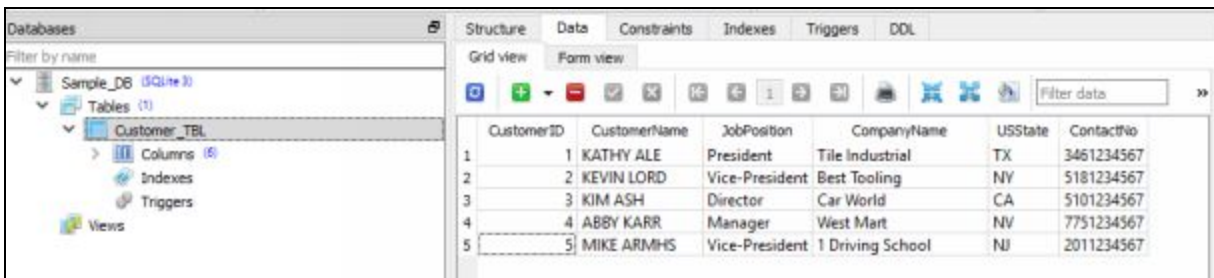 Databases
Filter by name
Sample_DB (SQLite 3)
Tables (1)
Customer_TBL
Columns (6)
Indexes
Triggers
Views
Structure Data Constraints Indexes Triggers DDL
Grid view Form view
1 Filter data »
CustomerID CustomerName JobPosition CompanyName USState ContactNo
1 1 KATHY ALE President Tile Industrial TX 3461234567
2 2 KEVIN LORD Vice-President Best Tooling NY 5181234567
3 3 KIM ASH Director Car World CA 5101234567
4 4 ABBY KARR Manager West Mart NV 7751234567
5 5 MIKE ARMHS Vice-President 1 Driving School NJ 2011234567